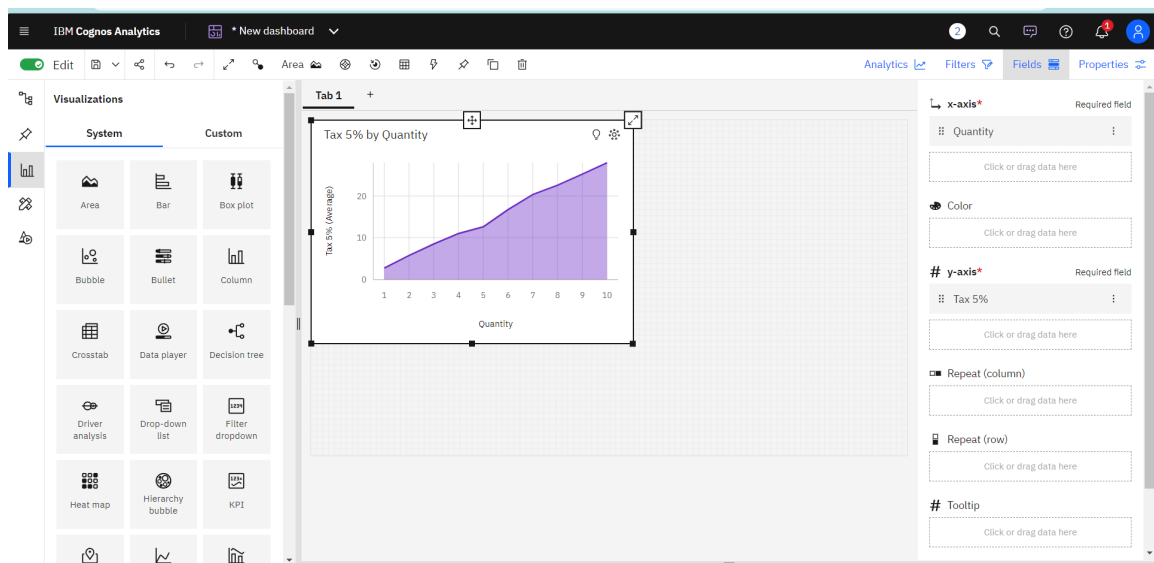 IBM Cognos Analytics
* New dashboard
2
1
Edit
Area
Analytics
Filters
Fields
Properties
Visualizations
System
Custom
Area
Bar
Box plot
Bubble
Bullet
Column
Crosstab
Data player
Decision tree
Driver
analysis
Drop-down
list
1234
Filter
dropdown
Heat map
Hierarchy
bubble
KPI
Tab 1
+
Tax 5% by Quantity
Tax 5% (Average)
20
10
0
1 2 3 4 5 6 7 8 9 10
Quantity
x-axis*
Required field
Quantity
Click or drag data here
Color
Click or drag data here
# y-axis*
Required field
Tax 5%
Click or drag data here
Repeat (column)
Click or drag data here
Repeat (row)
Click or drag data here
# Tooltip
Click or drag data here